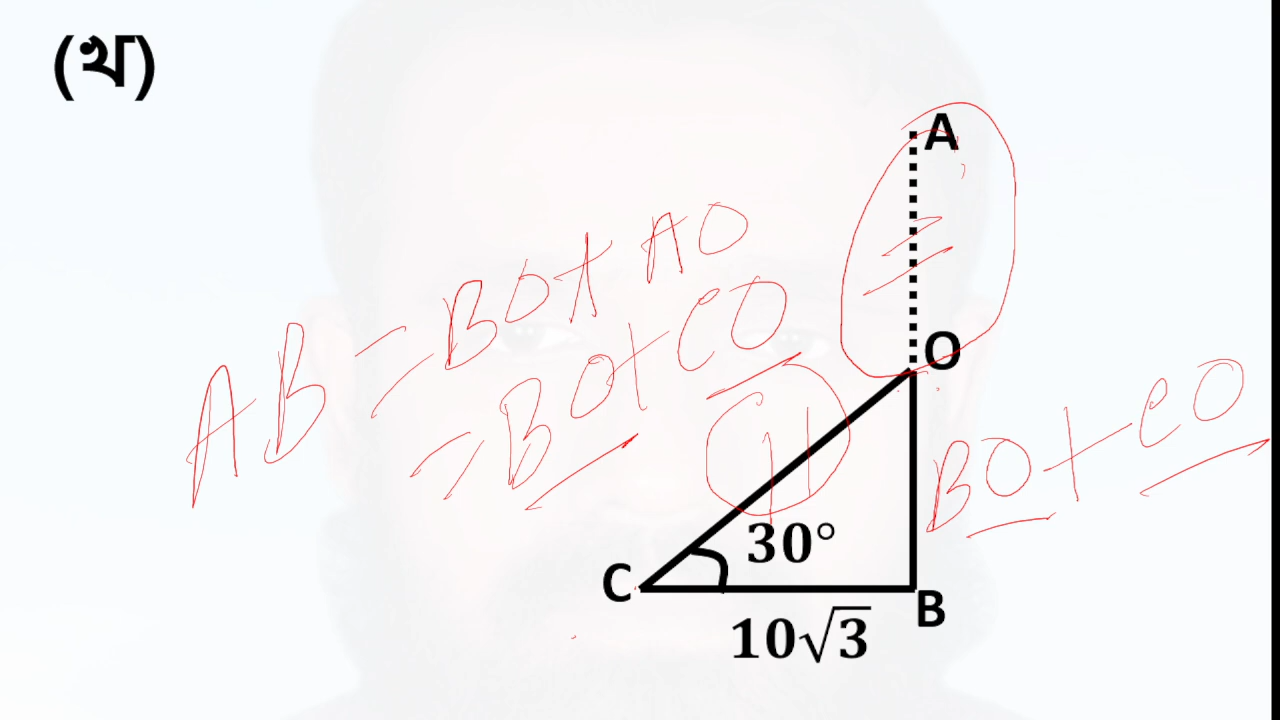 (খ)
A
AB = BO + AO
= BO + CO
O
BO + CO
30°
C
B
10√3